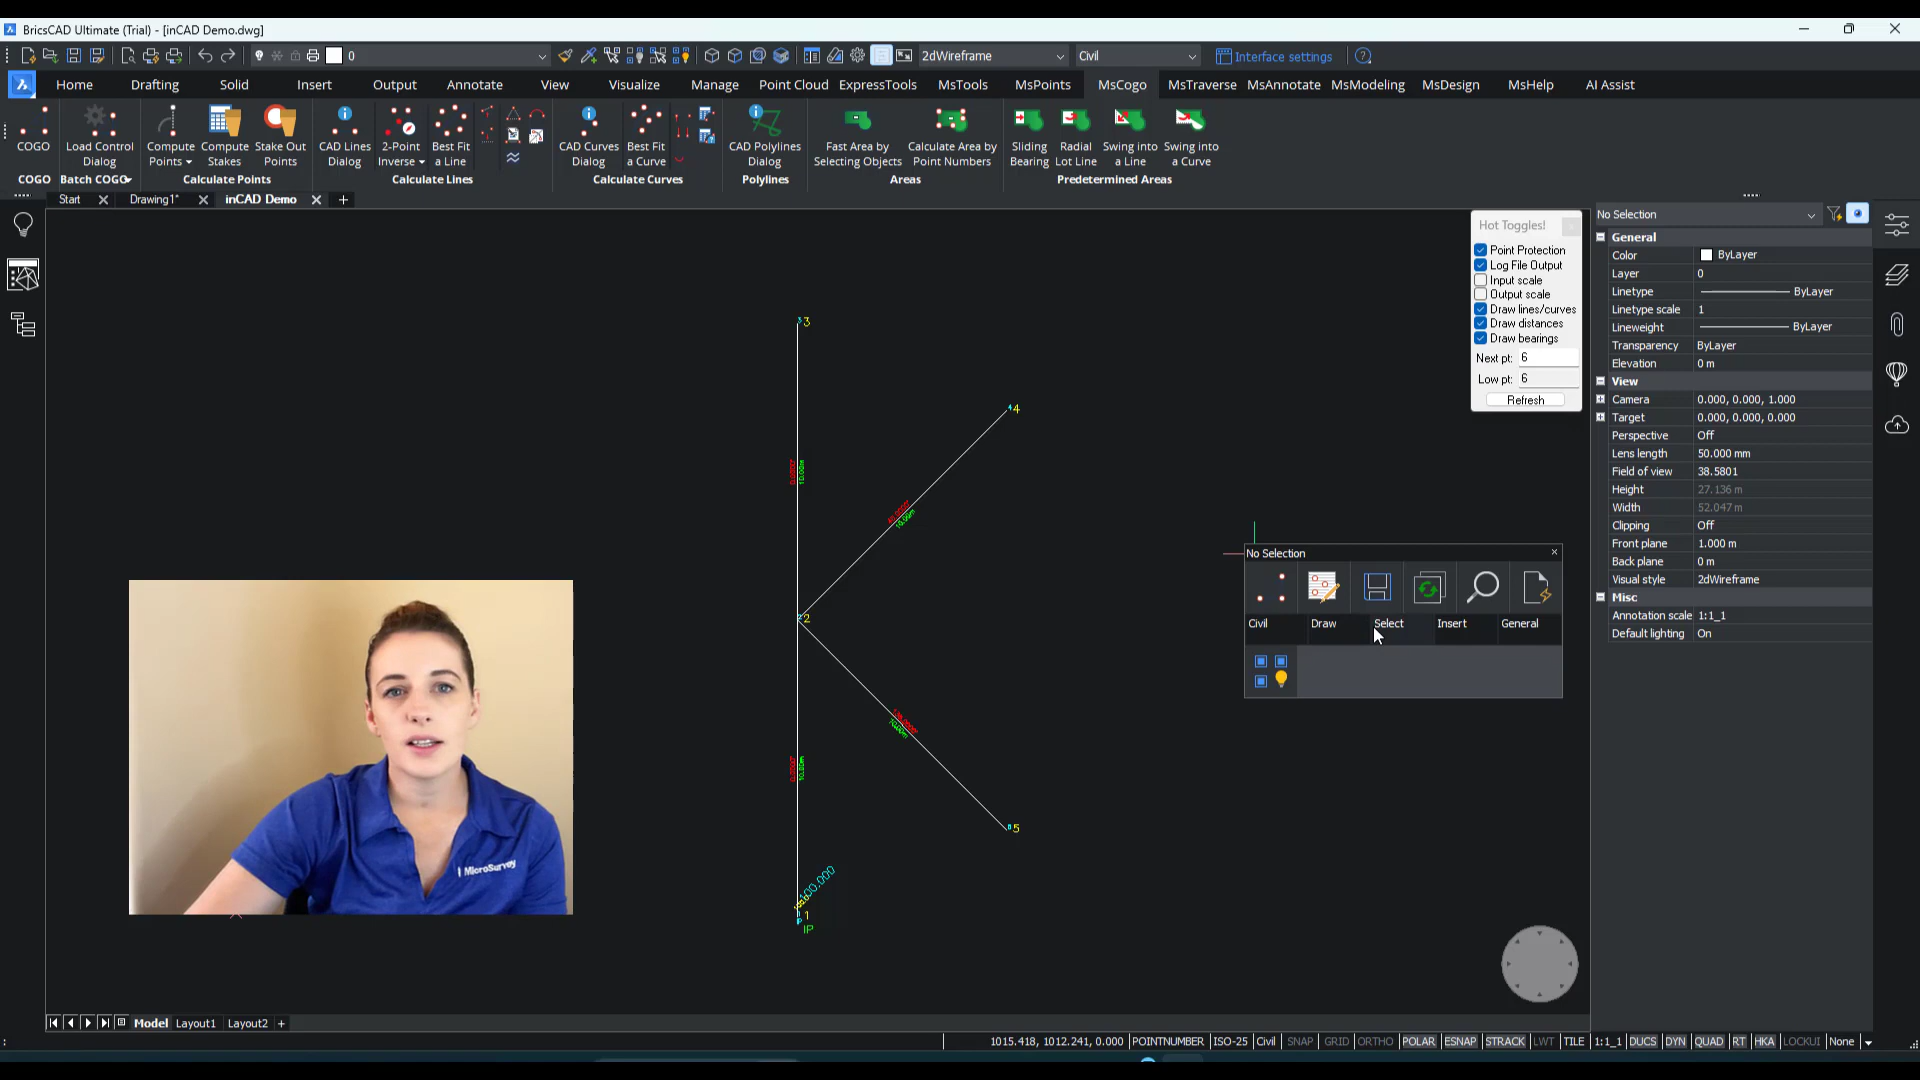 BricsCAD Ultimate (Trial) - [inCAD Demo.dwg]
0
2dWireframe
Civil
Interface settings
Home
Drafting
Solid
Insert
Output
Annotate
View
Visualize
Manage
Point Cloud
ExpressTools
MsTools
MsPoints
MsCogo
MsTraverse
MsAnnotate
MsModeling
MsDesign
MsHelp
AI Assist
COGO
Load Control Dialog
Compute Points
Compute Stakes
Stake Out Points
CAD Lines Dialog
2-Point Inverse
Best Fit a Line
CAD Curves Dialog
Best Fit a Curve
CAD Polylines Dialog
Fast Area by Selecting Objects
Calculate Area by Point Numbers
Sliding Bearing
Radial Lot Line
Swing into a Line
Swing into a Curve
COGO
Batch COGO
Calculate Points
Calculate Lines
Calculate Curves
Polylines
Areas
Predetermined Areas
Start
Drawing1*
inCAD Demo
Hot Toggles!
Point Protection
Log File Output
Input scale
Output scale
Draw lines/curves
Draw distances
Draw bearings
Next pt: 6
Low pt: 6
Refresh
No Selection
General
Color ByLayer
Layer 0
Linetype ByLayer
Linetype scale 1
Lineweight ByLayer
Transparency ByLayer
Elevation 0 m
View
Camera 0.000, 0.000, 1.000
Target 0.000, 0.000, 0.000
Perspective Off
Lens length 50.000 mm
Field of view 38.5801
Height 27.136 m
Width 52.047 m
Clipping Off
Front plane 1.000 m
Back plane 0 m
Visual style 2dWireframe
Misc
Annotation scale 1:1_1
Default lighting On
3
4
2
5
1
IP
10.00m
10.00m
No Selection
Civil
Draw
Select
Insert
General
MicroSurvey
Model
Layout1
Layout2
1015.418, 1012.241, 0.000 POINTNUMBER ISO-25 Civil SNAP GRID ORTHO POLAR ESNAP STRACK LWT TILE 1:1_1 DUCS DYN QUAD RT HKA LOCKUI None